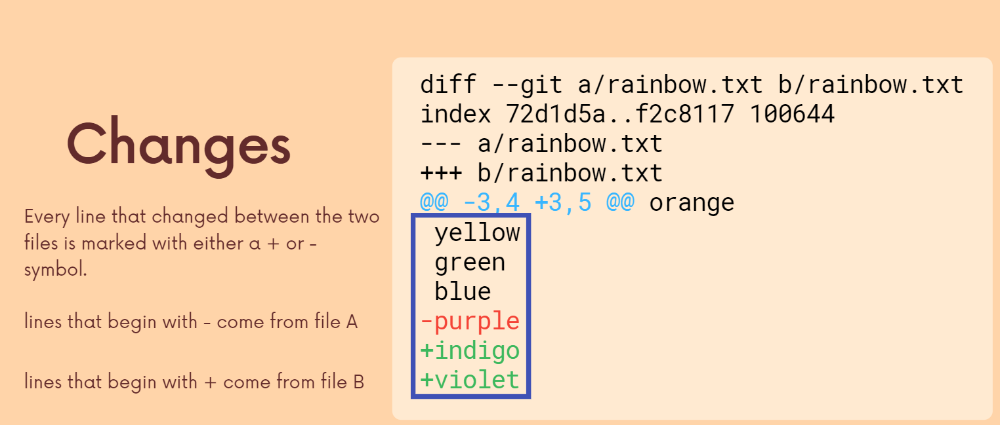 Changes
Every line that changed between the two
files is marked with either a + or -
symbol.
lines that begin with - come from file A
lines that begin with + come from file B
diff --git a/rainbow.txt b/rainbow.txt
index 72d1d5a..f2c8117 100644
--- a/rainbow.txt
+++ b/rainbow.txt
@@ -3,4 +3,5 @@ orange
 yellow
 green
 blue
-purple
+indigo
+violet